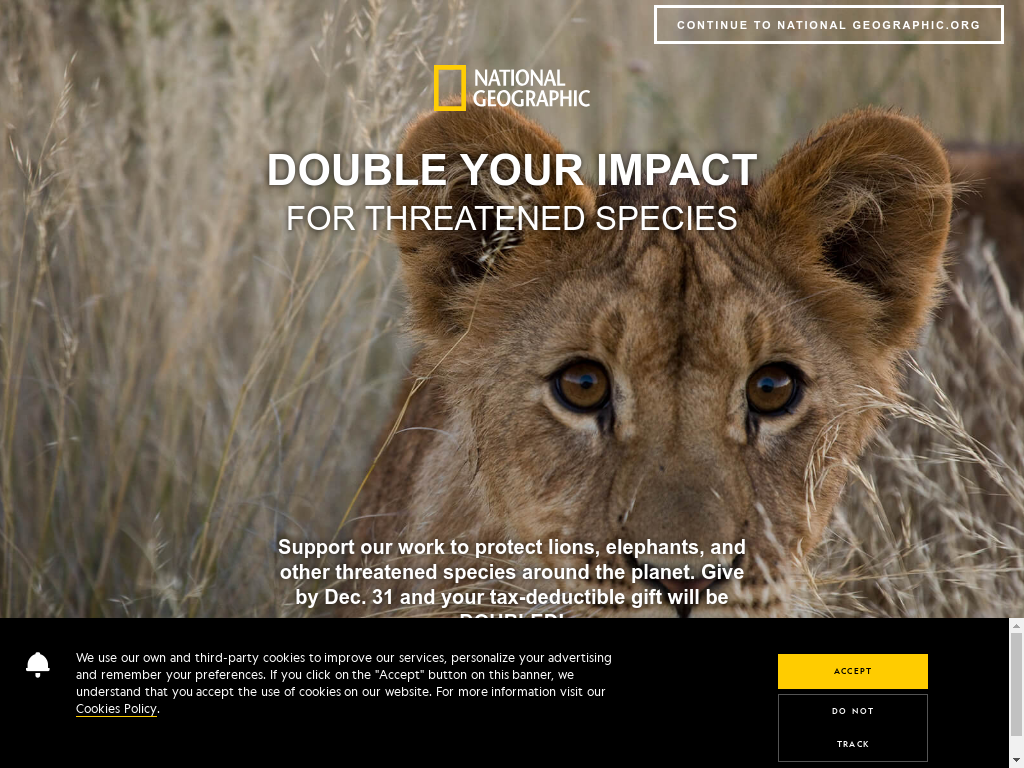 CONTINUE TO NATIONAL GEOGRAPHIC.ORG
NATIONAL
GEOGRAPHIC
DOUBLE YOUR IMPACT
FOR THREATENED SPECIES
Support our work to protect lions, elephants, and
other threatened species around the planet. Give
by Dec. 31 and your tax-deductible gift will be
DOUBLED!
We use our own and third-party cookies to improve our services, personalize your advertising
and remember your preferences. If you click on the "Accept" button on this banner, we
understand that you accept the use of cookies on our website. For more information visit our
Cookies Policy.
ACCEPT
DO NOT
TRACK